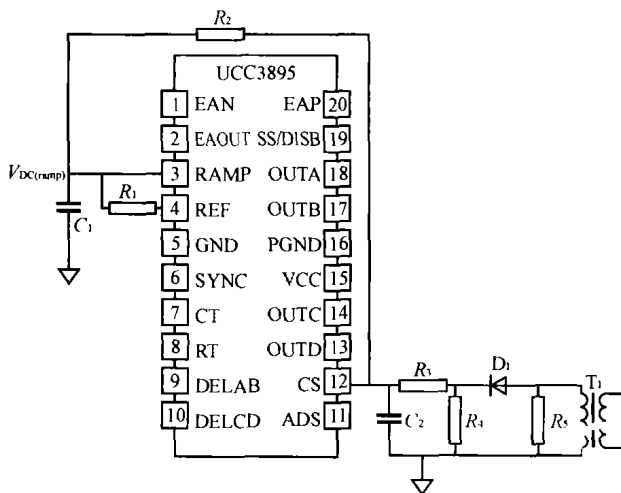 R2
UCC3895
1 EAN EAP 20
2 EAOUT SS/DISB 19
VDC(ramp) 3 RAMP OUTA 18
R1 4 REF OUTB 17
C1
5 GND PGND 16
6 SYNC VCC 15
7 CT OUTC 14
8 RT OUTD 13
9 DELAB CS 12 R3 D1 T1
10 DELCD ADS 11 C2 R4 R5